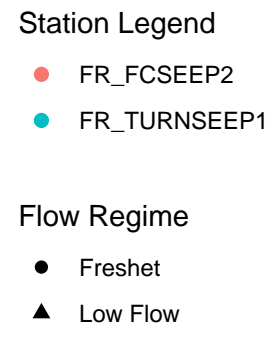 Station Legend
FR_FCSEEP2
FR_TURNSEEP1
Flow Regime
Freshet
Low Flow